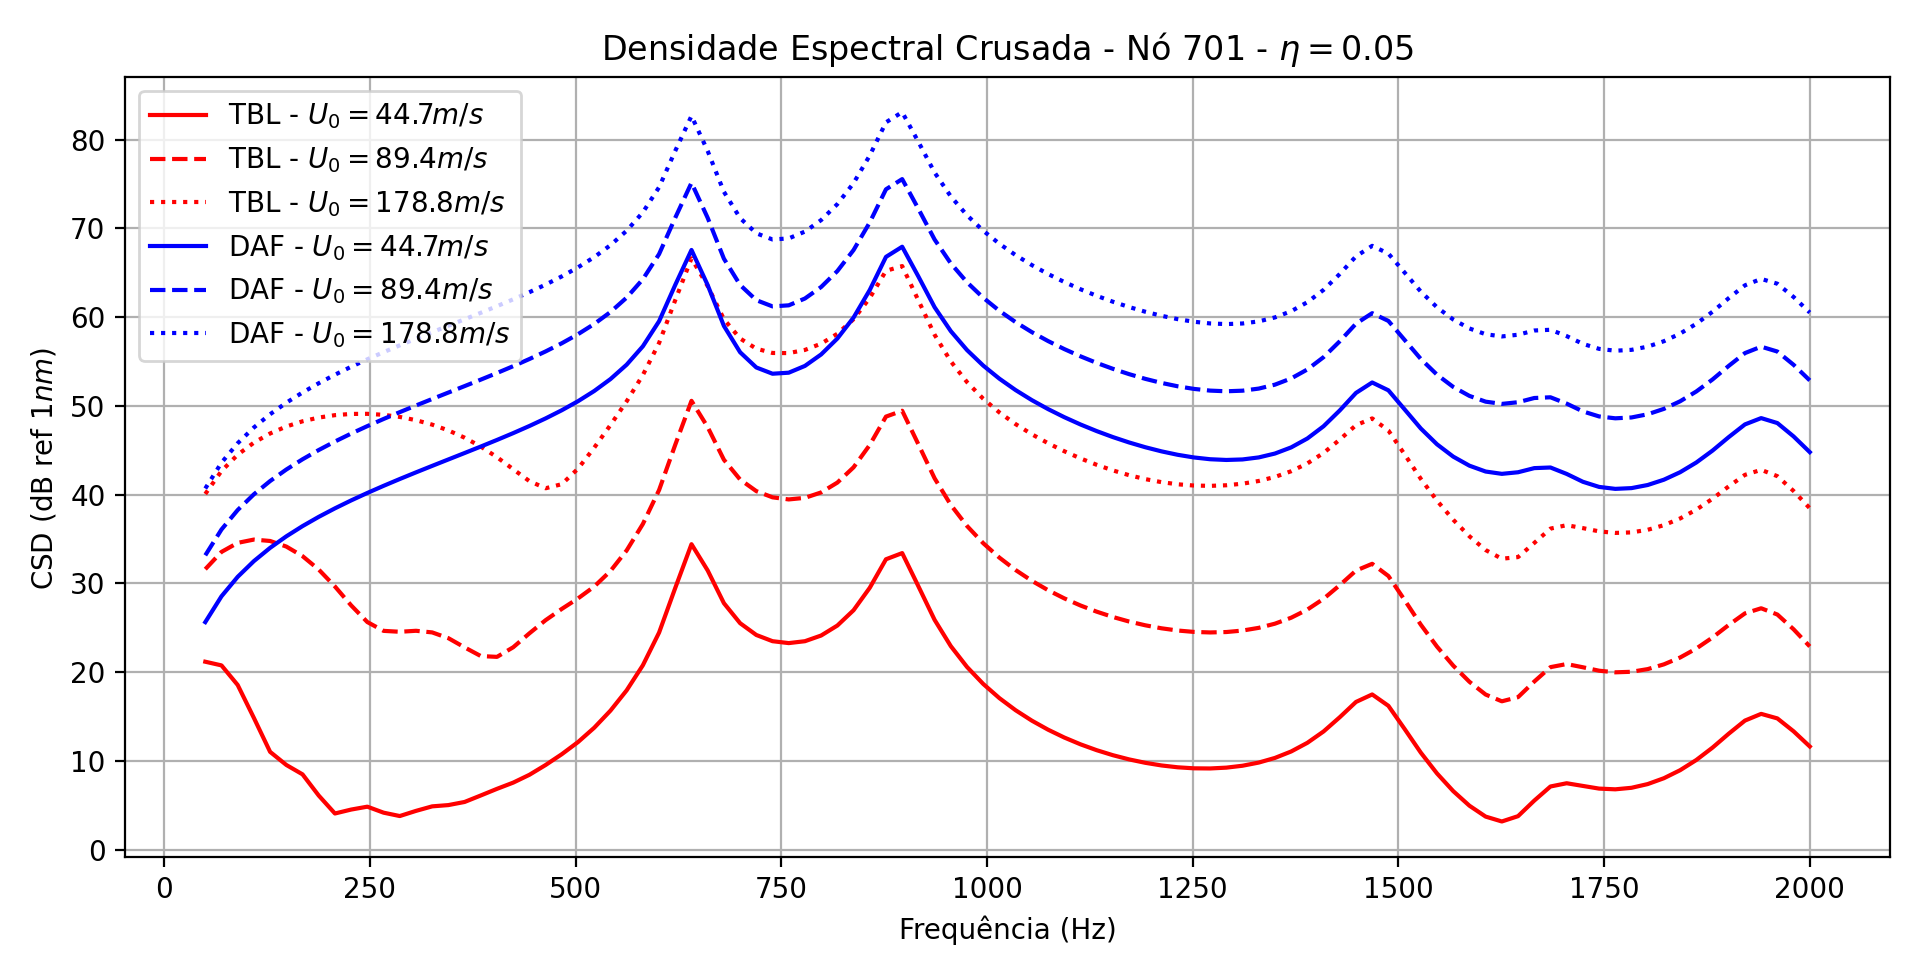 Densidade Espectral Crusada - Nó 701 - η = 0.05
TBL - U₀ = 44.7m/s
TBL - U₀ = 89.4m/s
TBL - U₀ = 178.8m/s
DAF - U₀ = 44.7m/s
DAF - U₀ = 89.4m/s
DAF - U₀ = 178.8m/s
CSD (dB ref 1nm)
80
70
60
50
40
30
20
10
0
0 250 500 750 1000 1250 1500 1750 2000
Frequência (Hz)